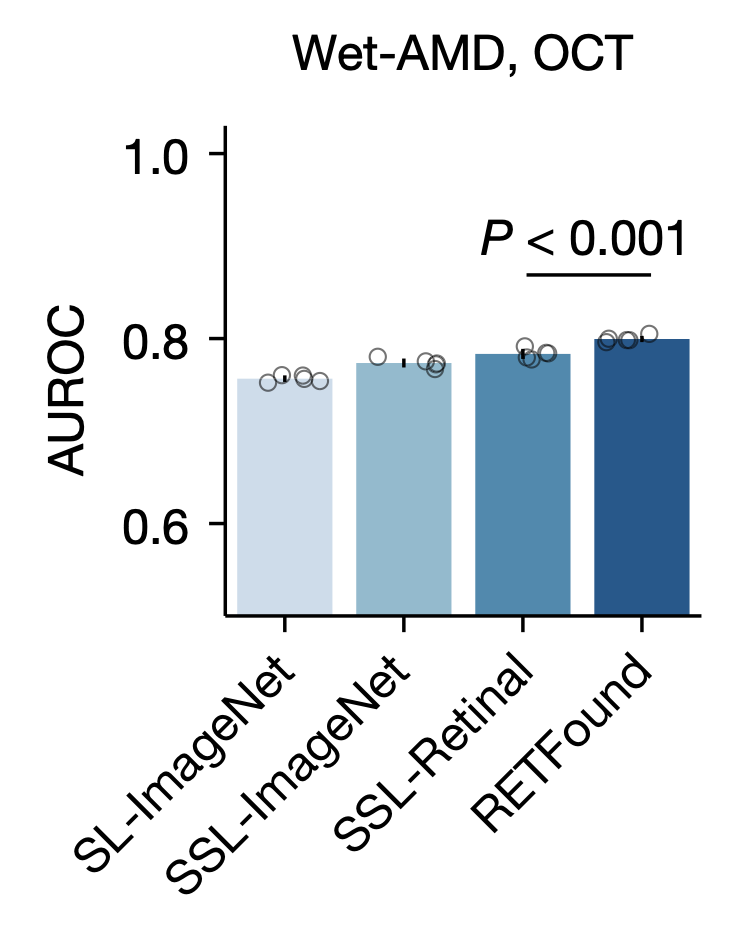 Wet-AMD, OCT
1.0
P < 0.001
0.8
AUROC
0.6
SL-ImageNet
SSL-ImageNet
SSL-Retinal
RETFound